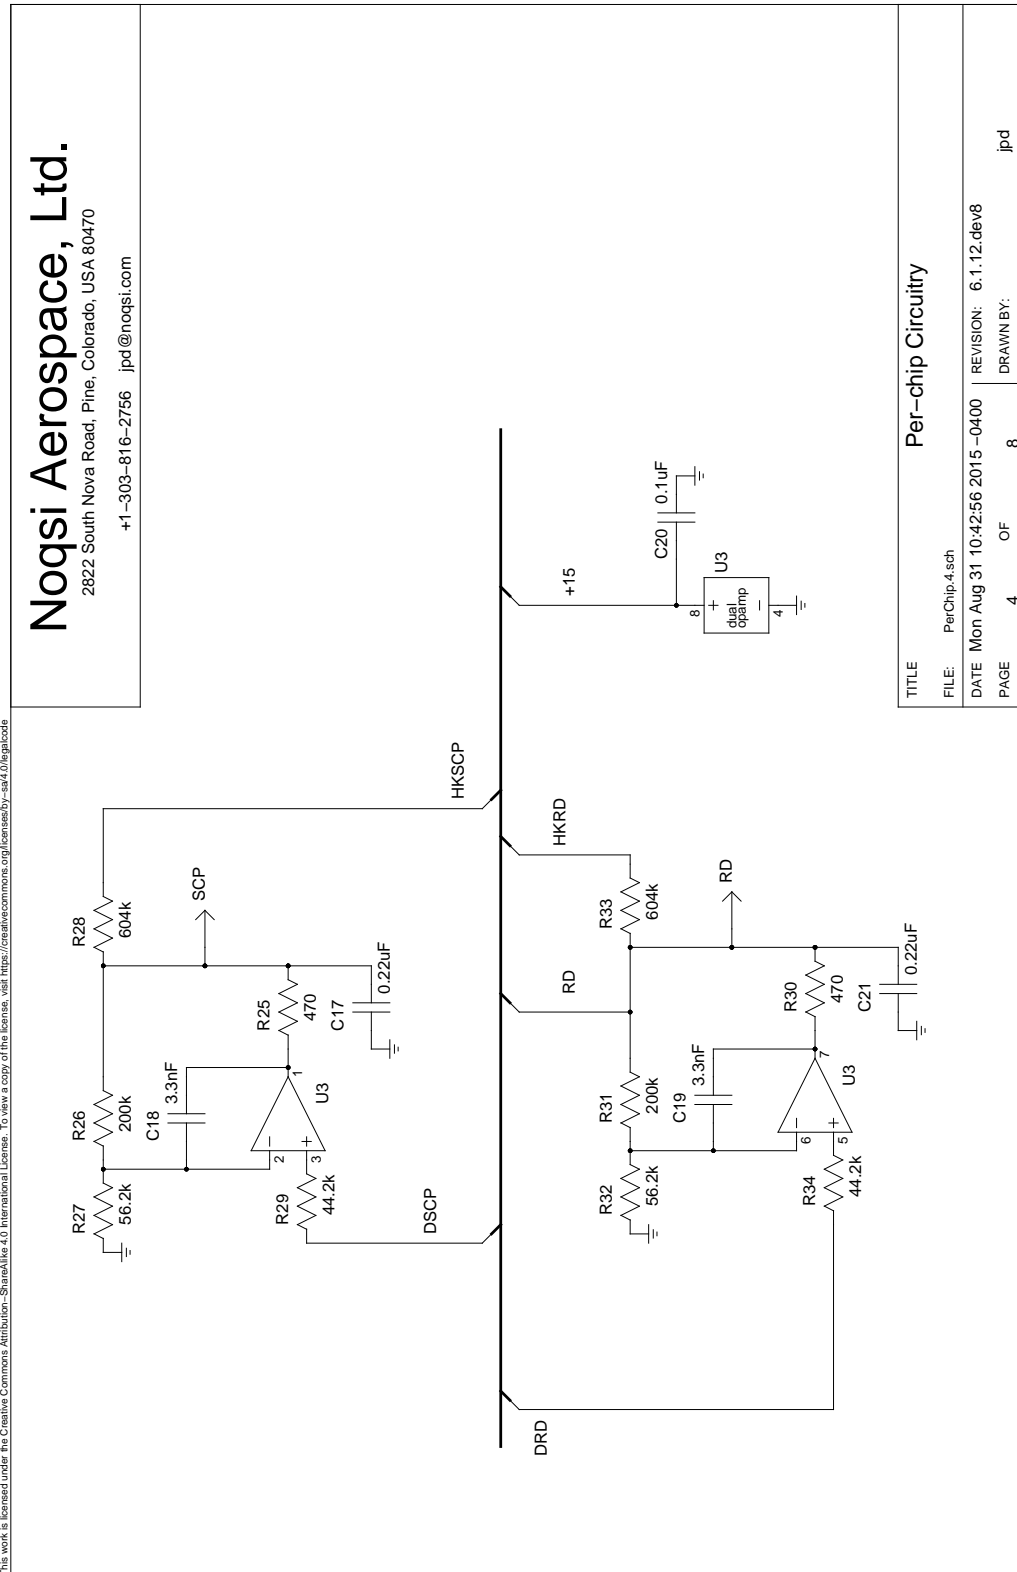 This work is licensed under the Creative Commons Attribution−ShareAlike 4.0 International License. To view a copy of the license, visit https://creativecommons.org/licenses/by−sa/4.0/legalcode
Noqsi Aerospace, Ltd.
2822 South Nova Road, Pine, Colorado, USA 80470
+1−303−816−2756 jpd@noqsi.com
R27
56.2k
R26
200k
R28
604k
C18
3.3nF
SCP
2
3
1
U3
R25
470
R29
44.2k
C17
0.22uF
DSCP
HKSCP
DRD
RD
HKRD
+15
R32
56.2k
R31
200k
R33
604k
C19
3.3nF
RD
6
5
7
U3
R30
470
R34
44.2k
C21
0.22uF
C20
0.1uF
8
4
dual
opamp
U3
TITLE
Per−chip Circuitry
FILE: PerChip.4.sch
DATE Mon Aug 31 10:42:56 2015 −0400
REVISION: 6.1.12.dev8
PAGE 4 OF 8
DRAWN BY: jpd